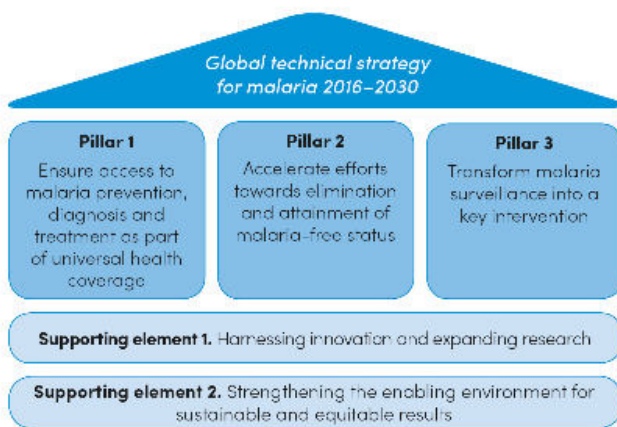 Global technical strategy
for malaria 2016–2030
Pillar 1
Ensure access to
malaria prevention,
diagnosis and
treatment as part
of universal health
coverage
Pillar 2
Accelerate efforts
towards elimination
and attainment of
malaria-free status
Pillar 3
Transform malaria
surveillance into a
key intervention
Supporting element 1. Harnessing innovation and expanding research
Supporting element 2. Strengthening the enabling environment for
sustainable and equitable results